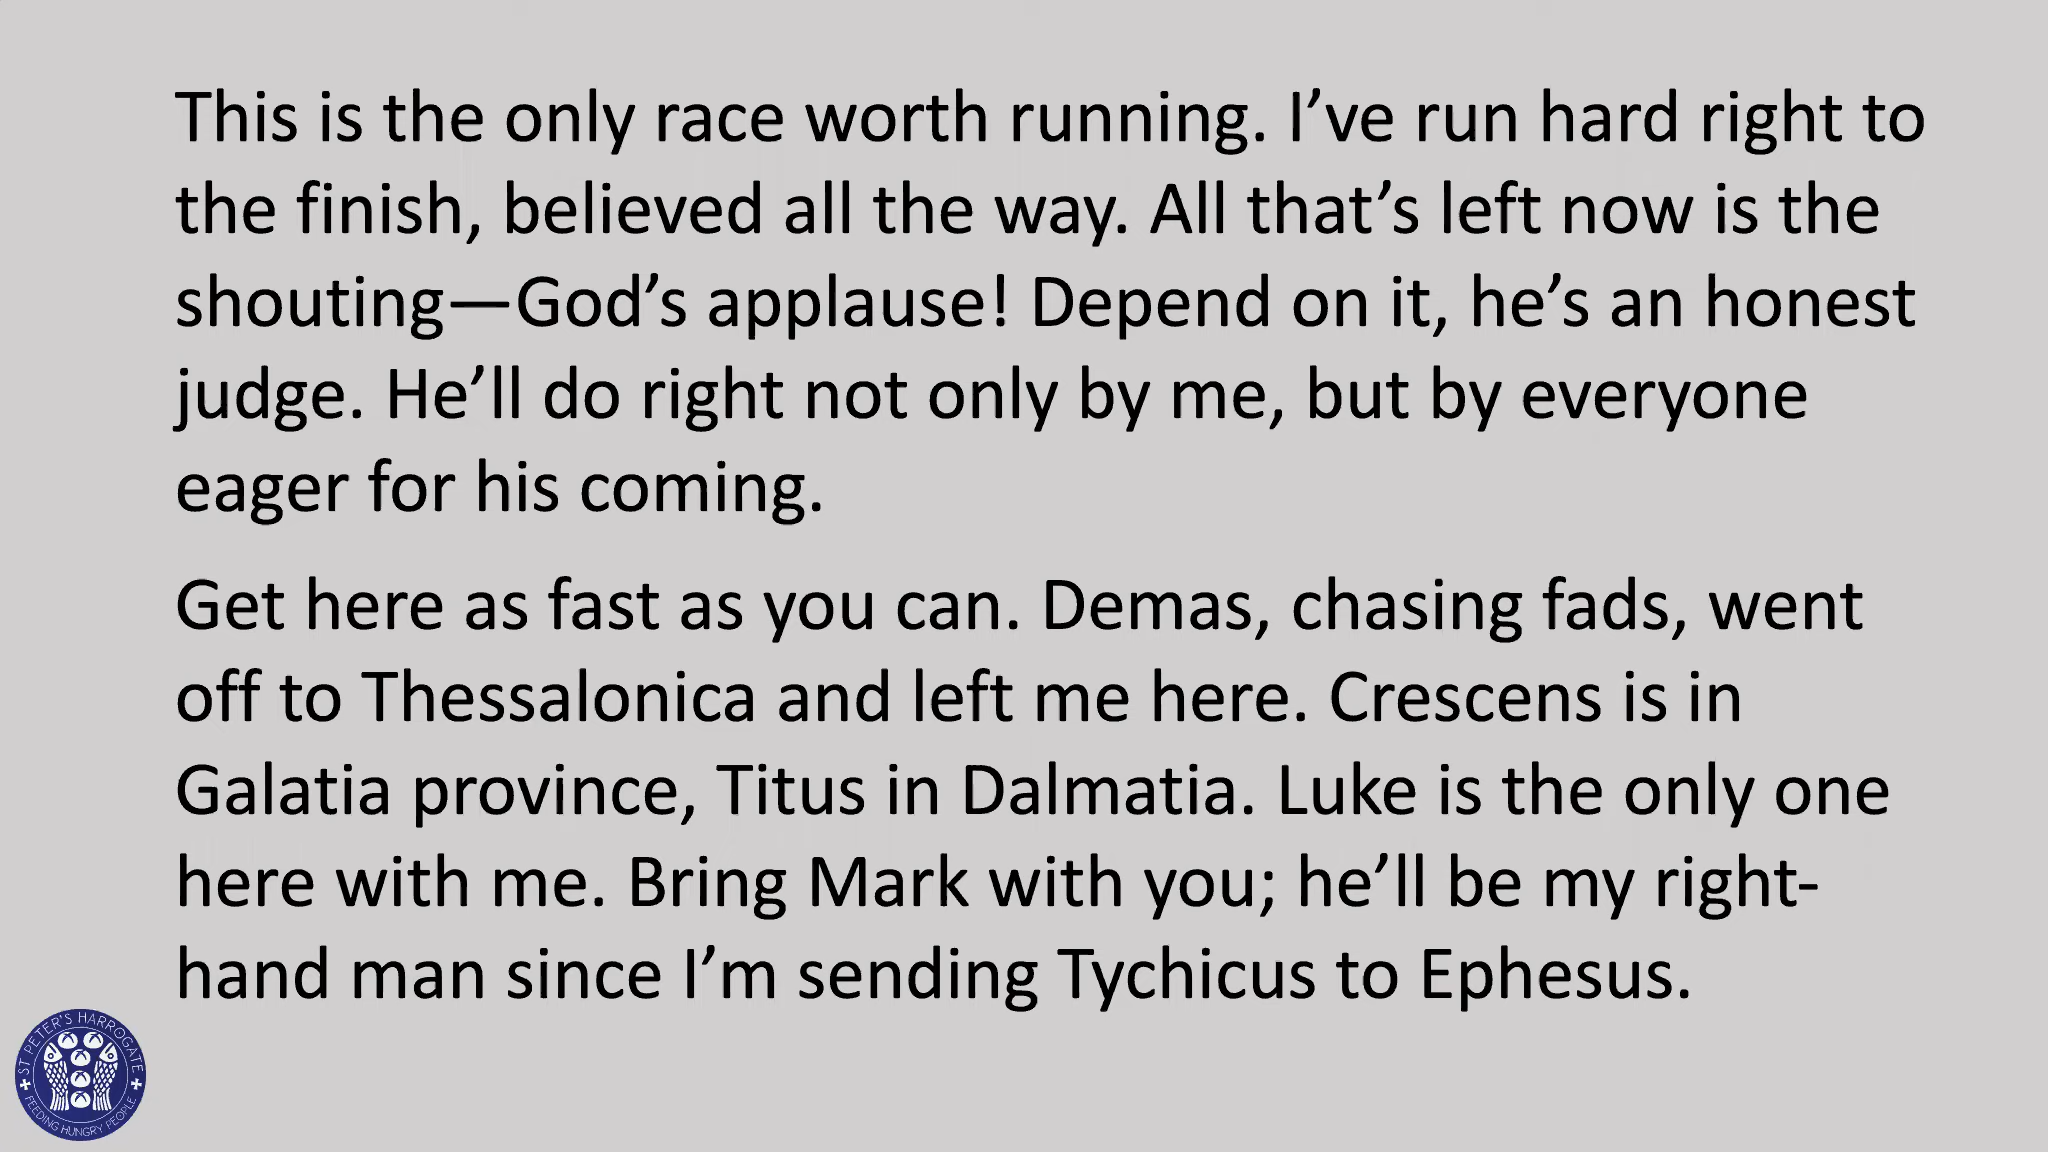 This is the only race worth running. I’ve run hard right to
the finish, believed all the way. All that’s left now is the
shouting—God’s applause! Depend on it, he’s an honest
judge. He’ll do right not only by me, but by everyone
eager for his coming.
Get here as fast as you can. Demas, chasing fads, went
off to Thessalonica and left me here. Crescens is in
Galatia province, Titus in Dalmatia. Luke is the only one
here with me. Bring Mark with you; he’ll be my right-
hand man since I’m sending Tychicus to Ephesus.
ST PETER'S HARROGATE
FEEDING HUNGRY PEOPLE